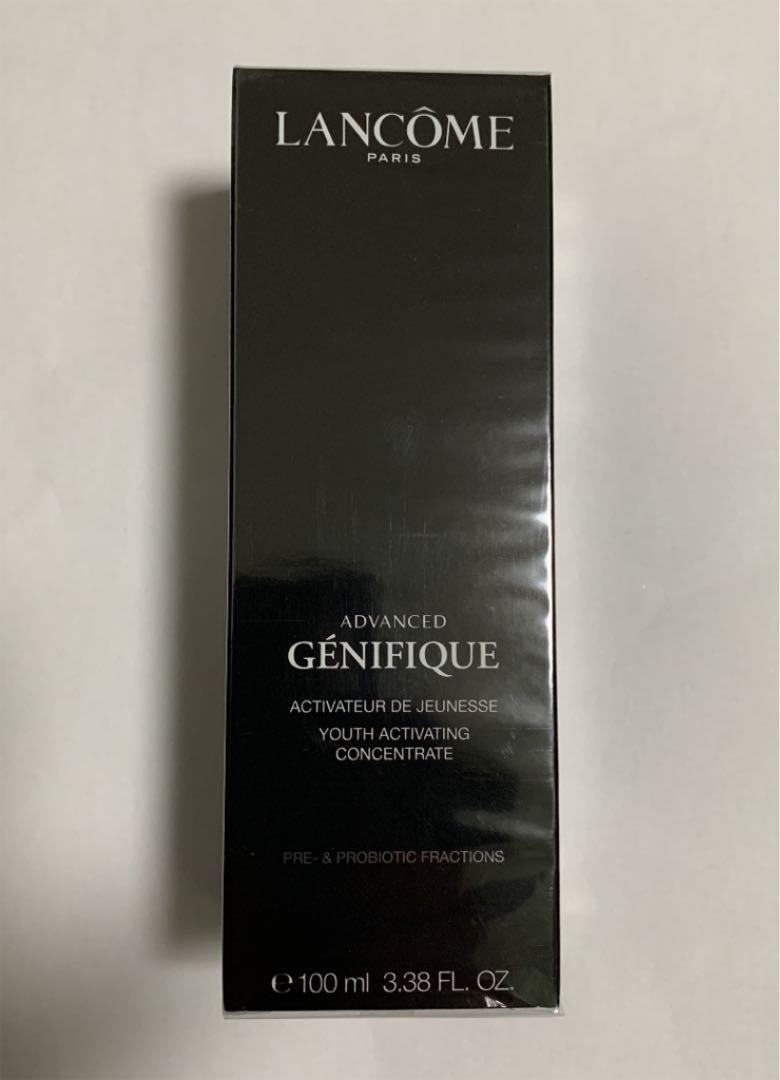 LANCÔME
PARIS
ADVANCED
GÉNIFIQUE
ACTIVATEUR DE JEUNESSE
YOUTH ACTIVATING
CONCENTRATE
PRE- & PROBIOTIC FRACTIONS
℮ 100 ml 3.38 FL. OZ.